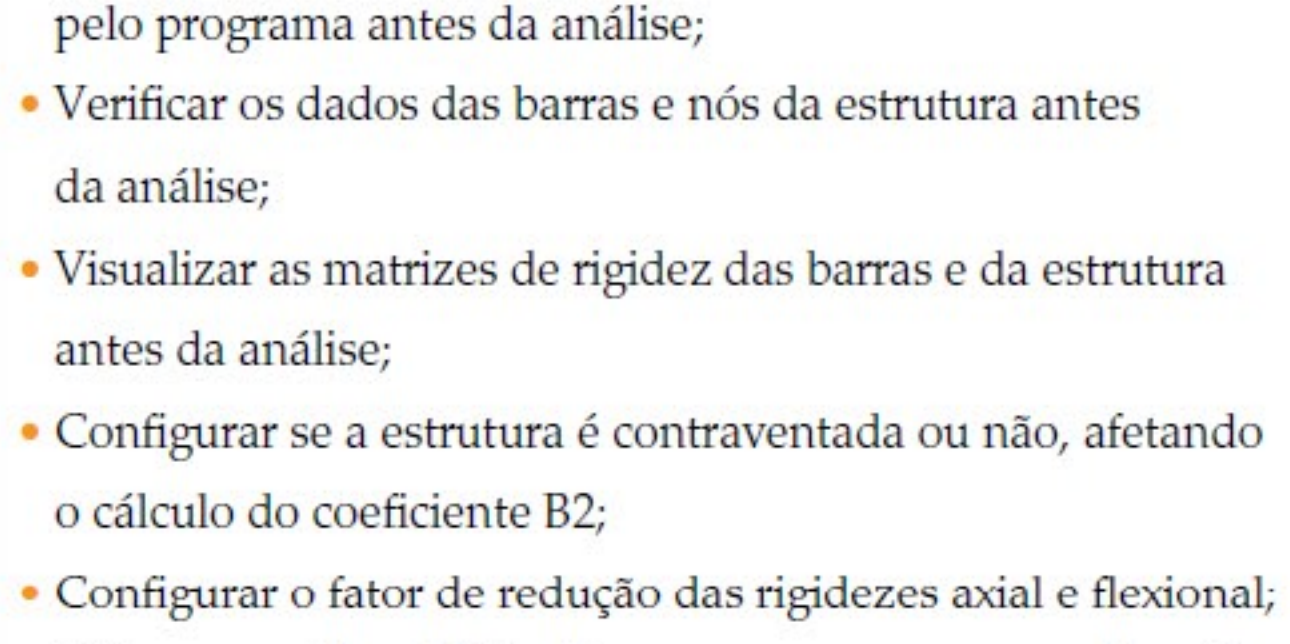 pelo programa antes da análise;
• Verificar os dados das barras e nós da estrutura antes
da análise;
• Visualizar as matrizes de rigidez das barras e da estrutura
antes da análise;
• Configurar se a estrutura é contraventada ou não, afetando
o cálculo do coeficiente B2;
• Configurar o fator de redução das rigidezes axial e flexional;